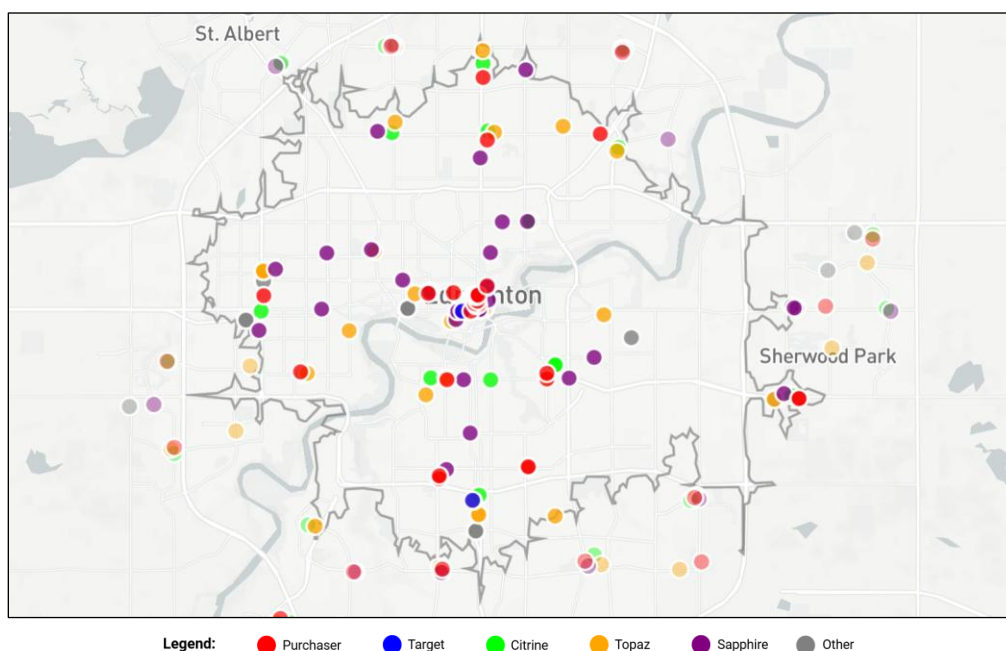 St. Albert
Sherwood Park
Legend: Purchaser Target Citrine Topaz Sapphire Other